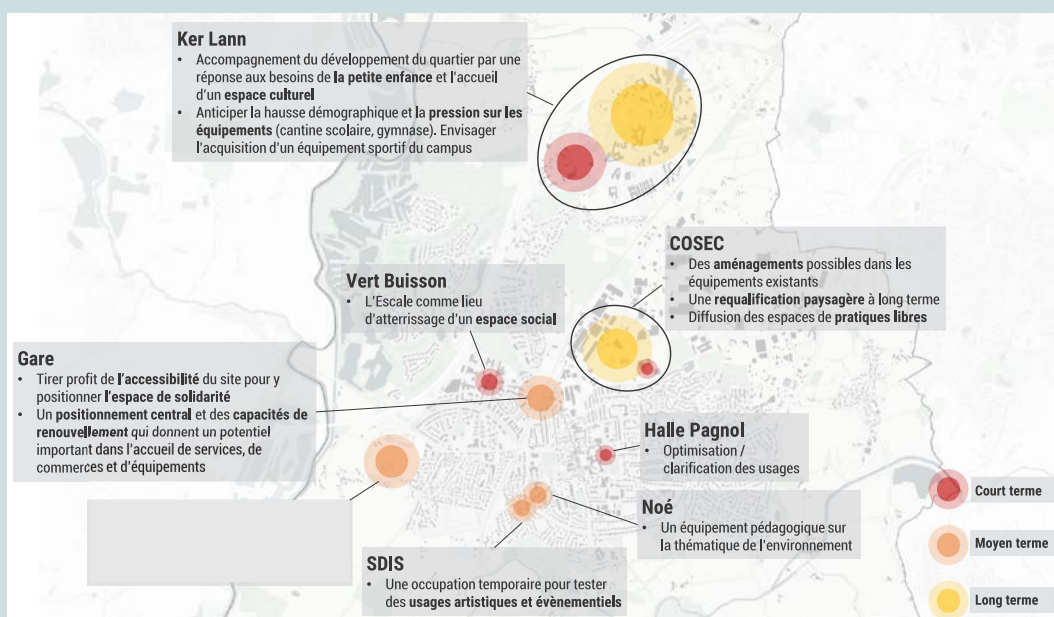 Ker Lann
• Accompagnement du développement du quartier par une
réponse aux besoins de la petite enfance et l'accueil
d'un espace culturel
• Anticiper la hausse démographique et la pression sur les
équipements (cantine scolaire, gymnase). Envisager
l'acquisition d'un équipement sportif du campus
COSEC
• Des aménagements possibles dans les
équipements existants
• Une requalification paysagère à long terme
• Diffusion des espaces de pratiques libres
Vert Buisson
• L'Escale comme lieu
d'atterrissage d'un espace social
Gare
• Tirer profit de l'accessibilité du site pour y
positionner l'espace de solidarité
• Un positionnement central et des capacités de
renouvellement qui donnent un potentiel
important dans l'accueil de services, de
commerces et d'équipements
Halle Pagnol
• Optimisation /
clarification des usages
Noé
• Un équipement pédagogique sur
la thématique de l'environnement
SDIS
• Une occupation temporaire pour tester
des usages artistiques et évènementiels
Court terme
Moyen terme
Long terme